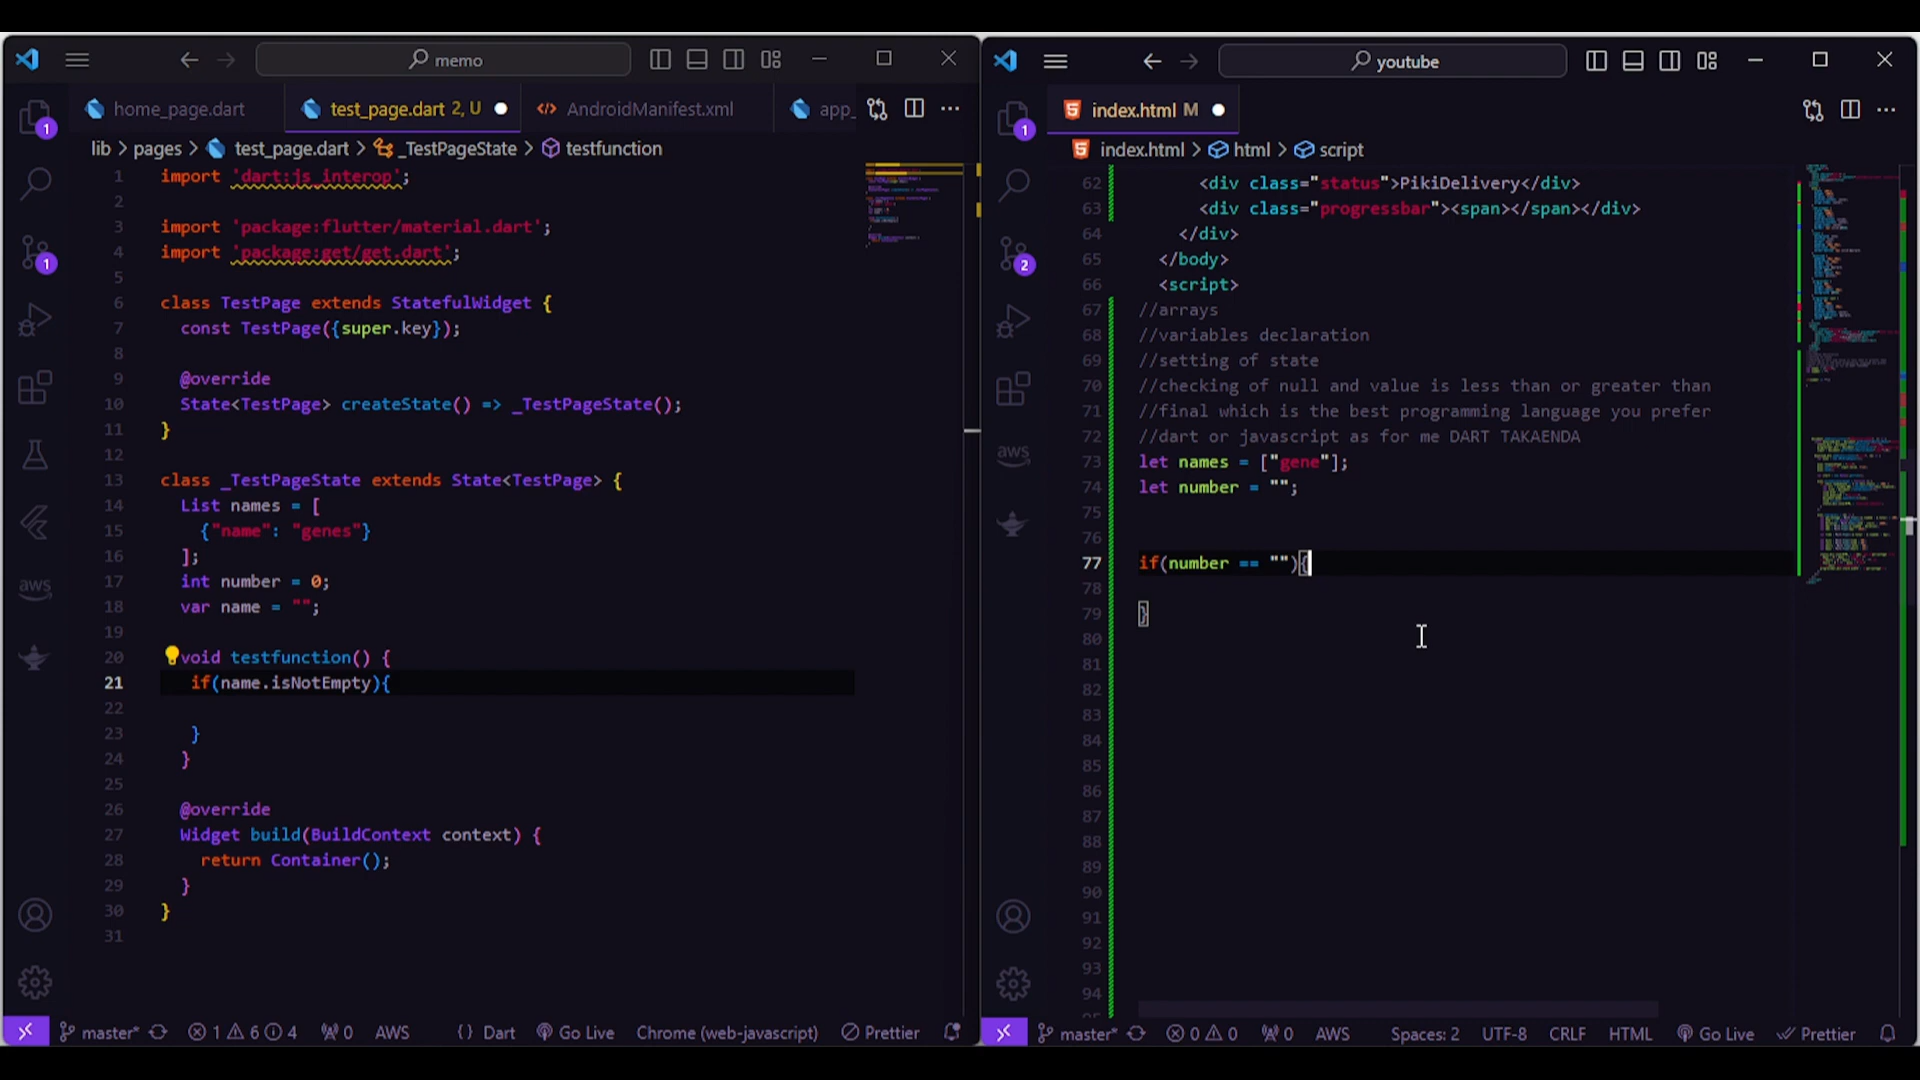 memo
home_page.dart
test_page.dart 2, U
AndroidManifest.xml
app_
lib > pages > test_page.dart > _TestPageState > testfunction
1 import 'dart:js_interop';
2
3 import 'package:flutter/material.dart';
4 import 'package:get/get.dart';
5
6 class TestPage extends StatefulWidget {
7 const TestPage({super.key});
8
9 @override
10 State<TestPage> createState() => _TestPageState();
11 }
12
13 class _TestPageState extends State<TestPage> {
14 List names = [
15 {"name": "genes"}
16 ];
17 int number = 0;
18 var name = "";
19
20 void testfunction() {
21 if(name.isNotEmpty){
22
23 }
24 }
25
26 @override
27 Widget build(BuildContext context) {
28 return Container();
29 }
30 }
31
1
1
aws
master* 1 6 4 0 AWS {} Dart Go Live Chrome (web-javascript) Prettier
youtube
index.html M
index.html > html > script
62 <div class="status">PikiDelivery</div>
63 <div class="progressbar"><span></span></div>
64 </div>
65 </body>
66 <script>
67 //arrays
68 //variables declaration
69 //setting of state
70 //checking of null and value is less than or greater than
71 //final which is the best programming language you prefer
72 //dart or javascript as for me DART TAKAENDA
73 let names = ["gene"];
74 let number = "";
75
76
77 if(number == ""){
78
79 }
80
81
82
83
84
85
86
87
88
89
90
91
92
93
94
1
2
aws
master* 0 0 0 AWS Spaces: 2 UTF-8 CRLF HTML Go Live Prettier